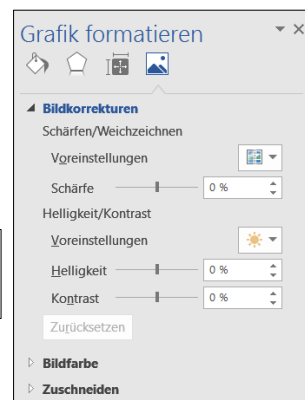 Grafik formatieren
Bildkorrekturen
Schärfen/Weichzeichnen
Voreinstellungen
Schärfe 0 %
Helligkeit/Kontrast
Voreinstellungen
Helligkeit 0 %
Kontrast 0 %
Zurücksetzen
Bildfarbe
Zuschneiden